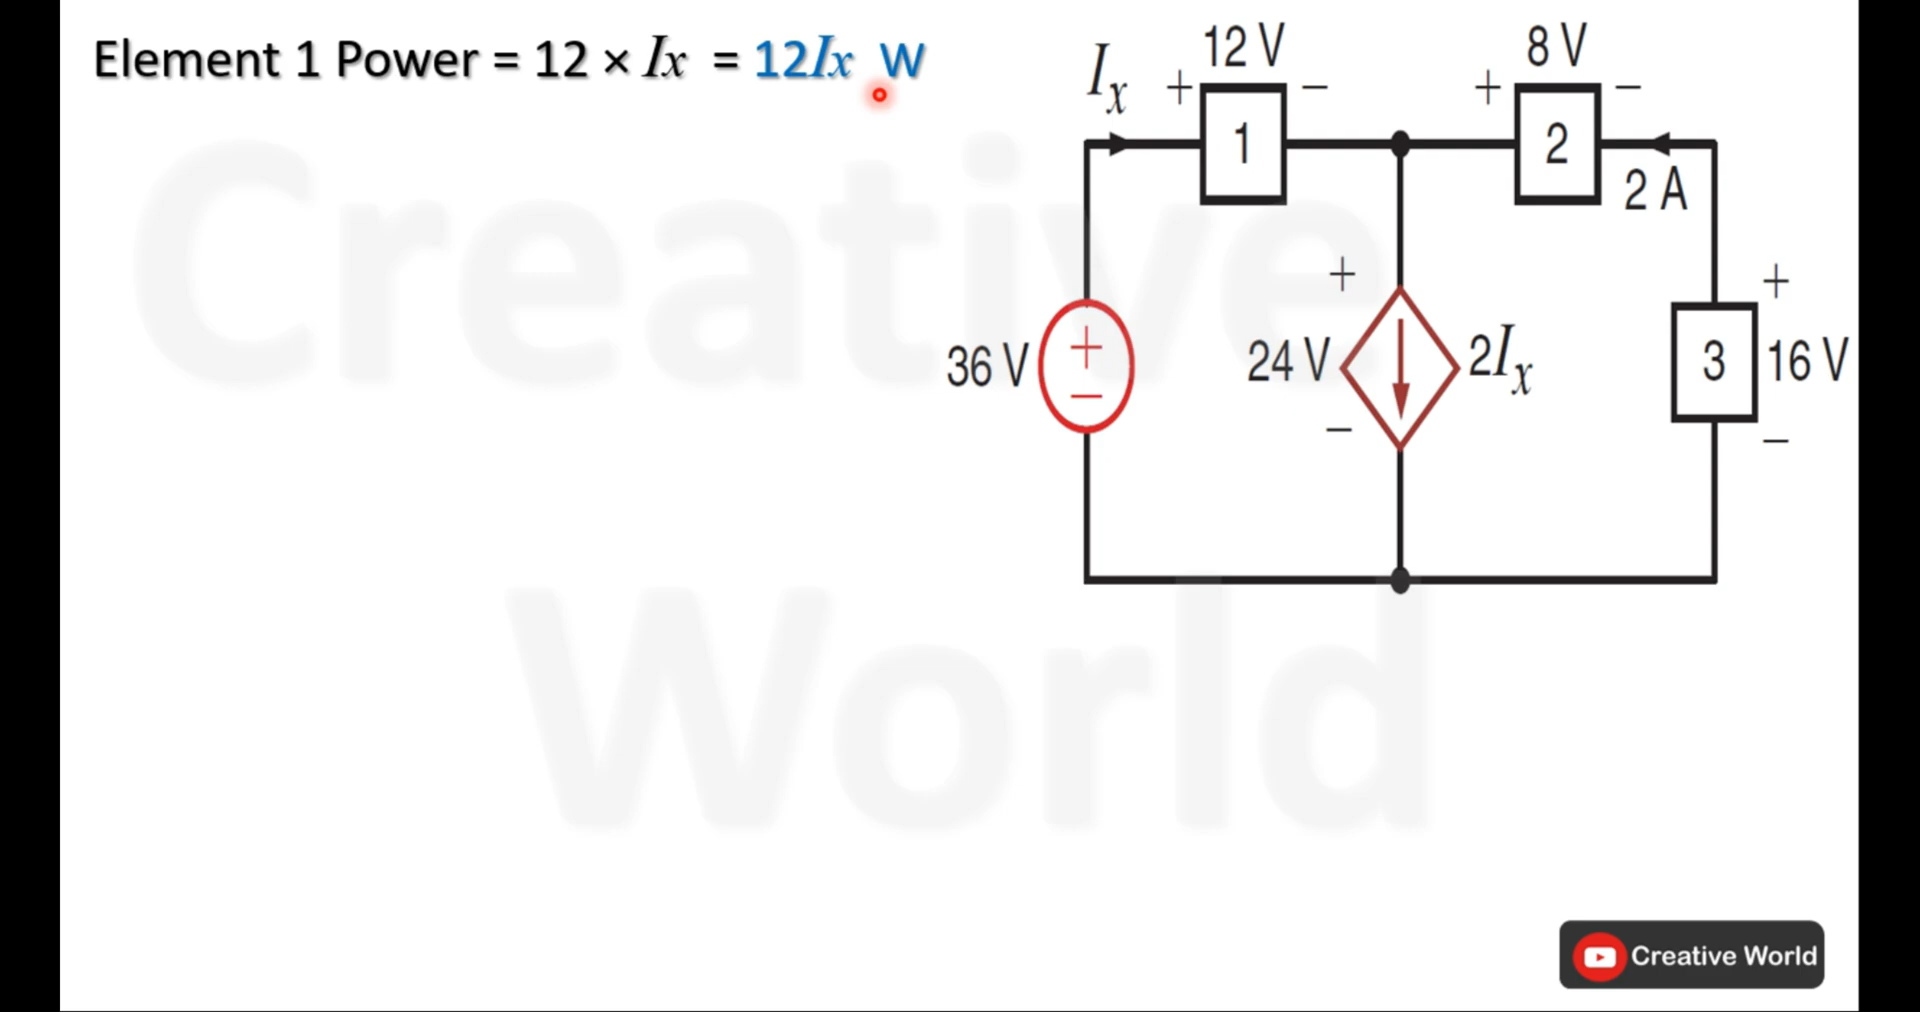 Element 1 Power = 12 × Ix = 12Ix W
Ix
+ 12 V −
1
+ 8 V −
2
2 A
36 V
+
−
+
24 V
−
2Ix
+
3
16 V
−
Creative
World
Creative World